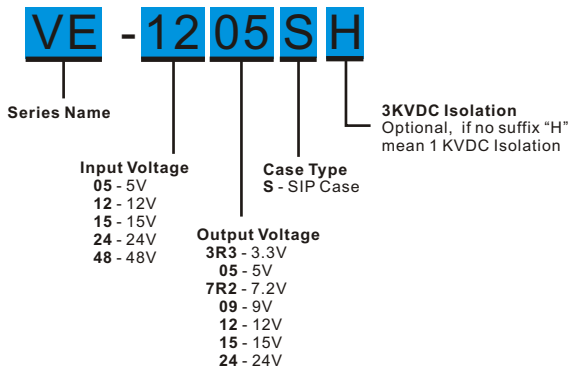 VE - 12 05 S H
Series Name
3KVDC Isolation
Optional, if no suffix “H”
mean 1 KVDC Isolation
Input Voltage
05 - 5V
12 - 12V
15 - 15V
24 - 24V
48 - 48V
Case Type
S - SIP Case
Output Voltage
3R3 - 3.3V
05 - 5V
7R2 - 7.2V
09 - 9V
12 - 12V
15 - 15V
24 - 24V